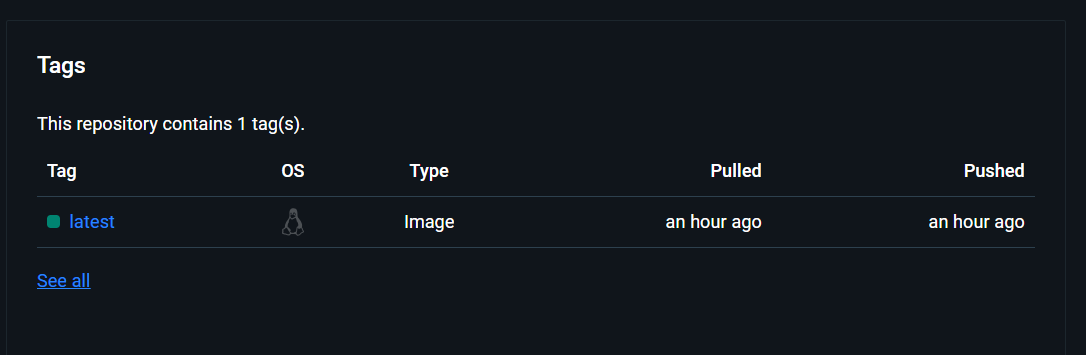 Tags
This repository contains 1 tag(s).
Tag OS Type Pulled Pushed
latest Image an hour ago an hour ago
See all